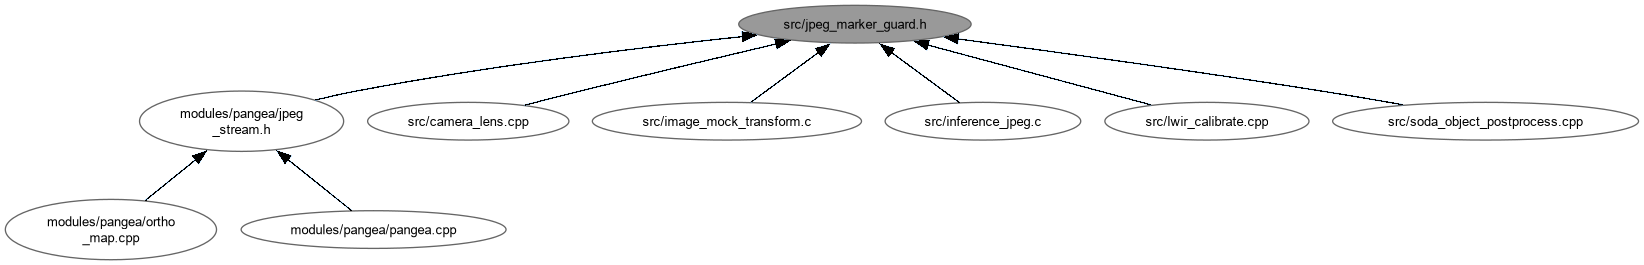 src/jpeg_marker_guard.h
modules/pangea/jpeg
_stream.h
src/camera_lens.cpp
src/image_mock_transform.c
src/inference_jpeg.c
src/lwir_calibrate.cpp
src/soda_object_postprocess.cpp
modules/pangea/ortho
_map.cpp
modules/pangea/pangea.cpp